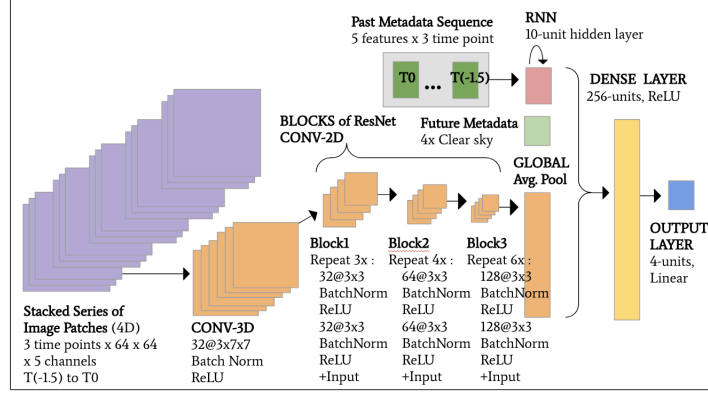 Past Metadata Sequence
5 features x 3 time point
T0 ... T(-1.5)
RNN
10-unit hidden layer
DENSE LAYER
256-units, ReLU
Future Metadata
4x Clear sky
BLOCKS of ResNet
CONV-2D
GLOBAL
Avg. Pool
Block1
Repeat 3x :
32@3x3
BatchNorm
ReLU
32@3x3
BatchNorm
ReLU
+Input
Block2
Repeat 4x :
64@3x3
BatchNorm
ReLU
64@3x3
BatchNorm
ReLU
+Input
Block3
Repeat 6x :
128@3x3
BatchNorm
ReLU
128@3x3
BatchNorm
ReLU
+Input
OUTPUT
LAYER
4-units,
Linear
Stacked Series of
Image Patches (4D)
3 time points x 64 x 64
x 5 channels
T(-1.5) to T0
CONV-3D
32@3x7x7
Batch Norm
ReLU